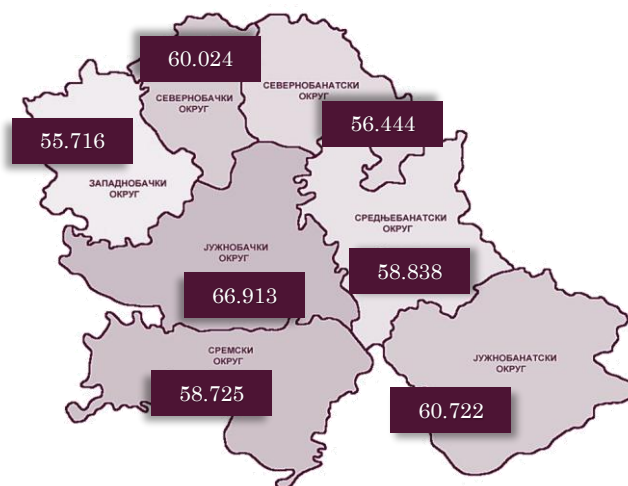 60.024
СЕВЕРНОБАЧКИ
ОКРУГ
СЕВЕРНОБАНАТСКИ
ОКРУГ
56.444
55.716
ЗАПАДНОБАЧКИ
ОКРУГ
СРЕДЊЕБАНАТСКИ
ОКРУГ
58.838
ЈУЖНОБАЧКИ
ОКРУГ
66.913
СРЕМСКИ
ОКРУГ
58.725
ЈУЖНОБАНАТСКИ
ОКРУГ
60.722